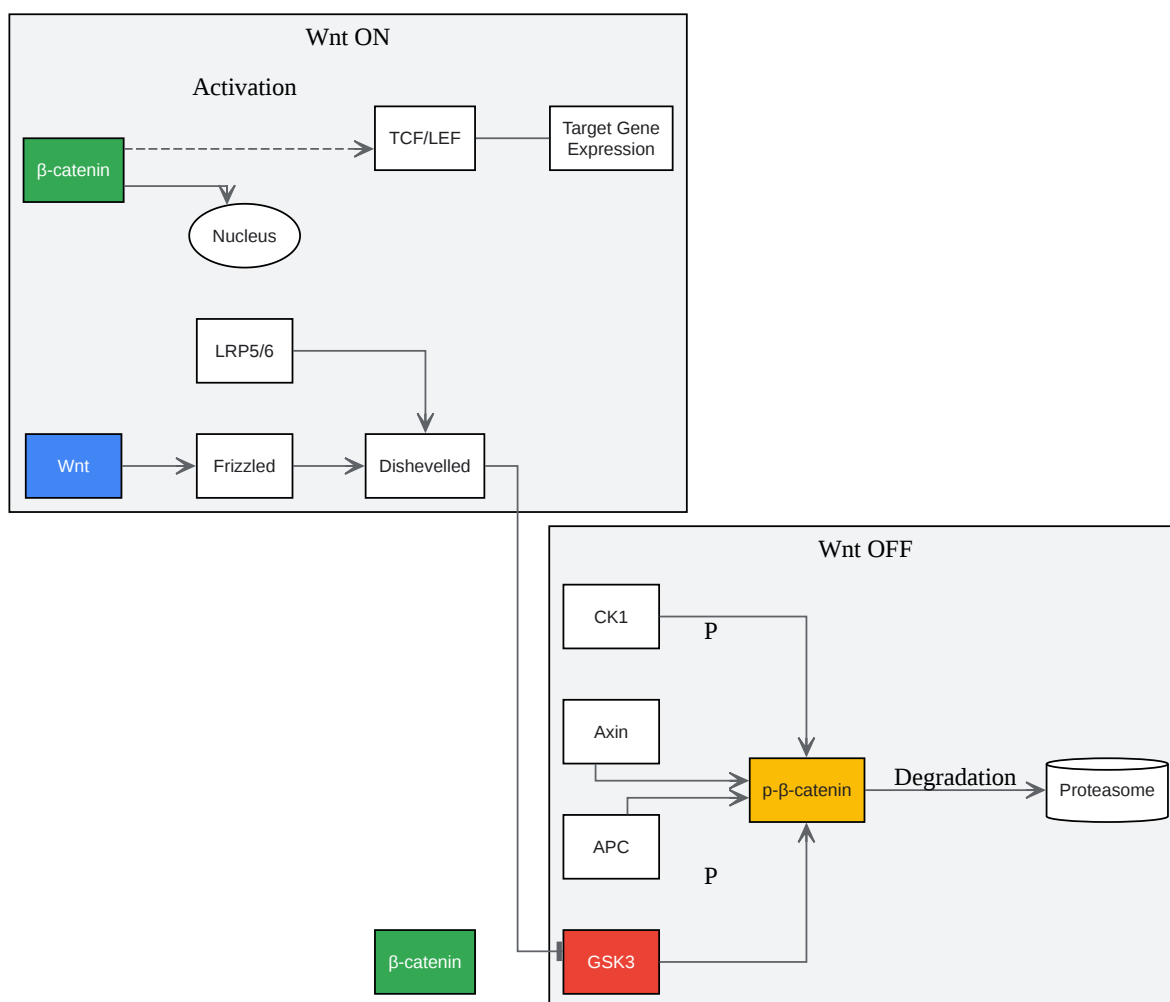 Wnt ON
Activation
TCF/LEF
Target Gene
Expression
β-catenin
Nucleus
LRP5/6
Wnt
Frizzled
Dishevelled
Wnt OFF
CK1
P
Axin
p-β-catenin
Degradation
Proteasome
APC
P
β-catenin
GSK3